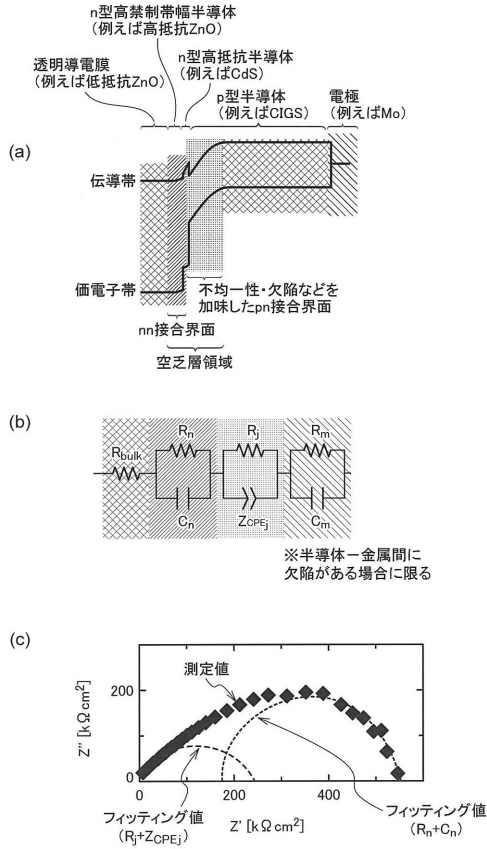 n型高禁制帯幅半導体
(例えば高抵抗ZnO)
透明導電膜
(例えば低抵抗ZnO)
n型高抵抗半導体
(例えばCdS)
p型半導体
(例えばCIGS)
電極
(例えばMo)
(a)
伝導帯
価電子帯
不均一性・欠陥などを
加味したpn接合界面
nn接合界面
空乏層領域
(b)
Rbulk
Rn
Cn
Rj
ZCPEj
Rm
Cm
※半導体-金属間に
欠陥がある場合に限る
(c)
Z" [kΩcm2]
200
0
測定値
0
200
400
600
フィッティング値
(Rj+ZCPEj)
Z' [kΩcm2]
フィッティング値
(Rn+Cn)